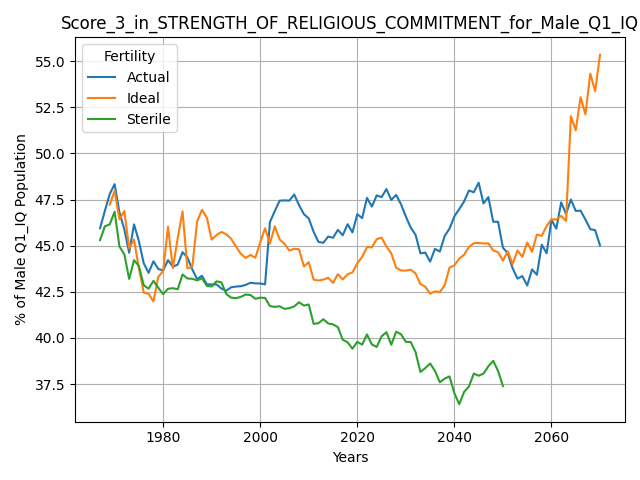 Score_3_in_STRENGTH_OF_RELIGIOUS_COMMITMENT_for_Male_Q1_IQ
Fertility
Actual
Ideal
Sterile
55.0
52.5
50.0
47.5
45.0
42.5
40.0
37.5
% of Male Q1_IQ Population
1980
2000
2020
2040
2060
Years